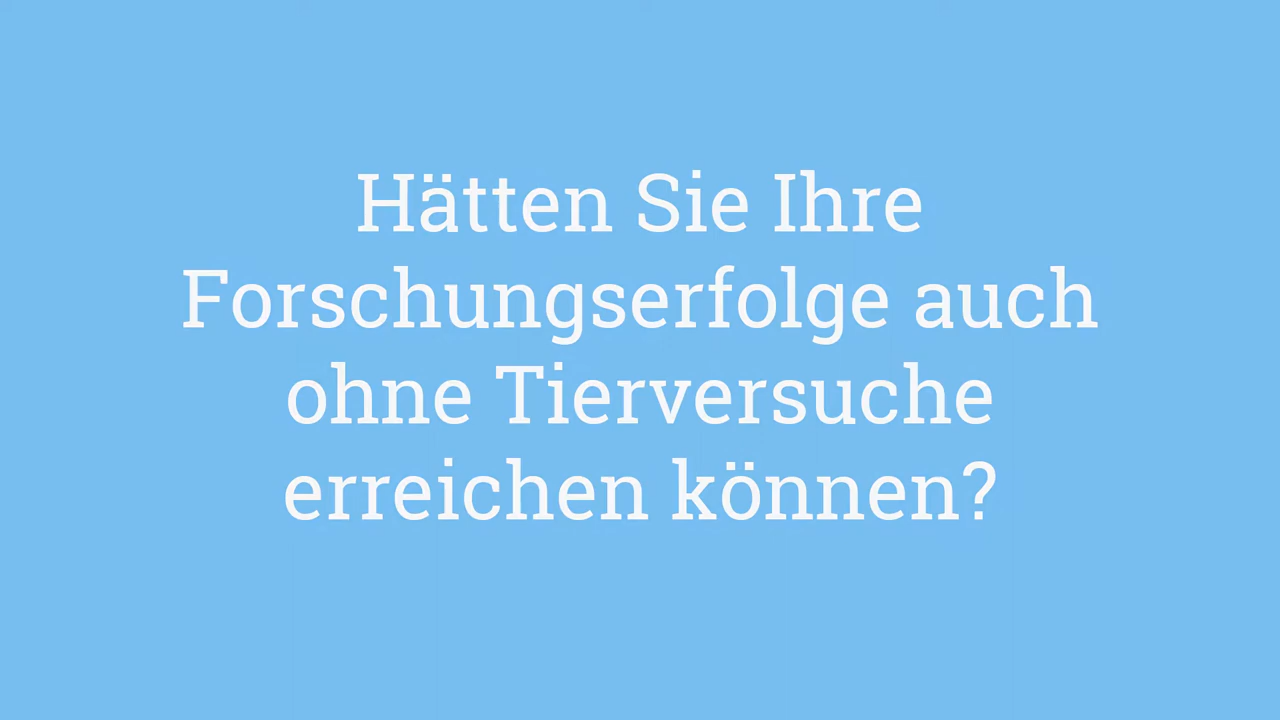 Hätten Sie Ihre
Forschungserfolge auch
ohne Tierversuche
erreichen können?